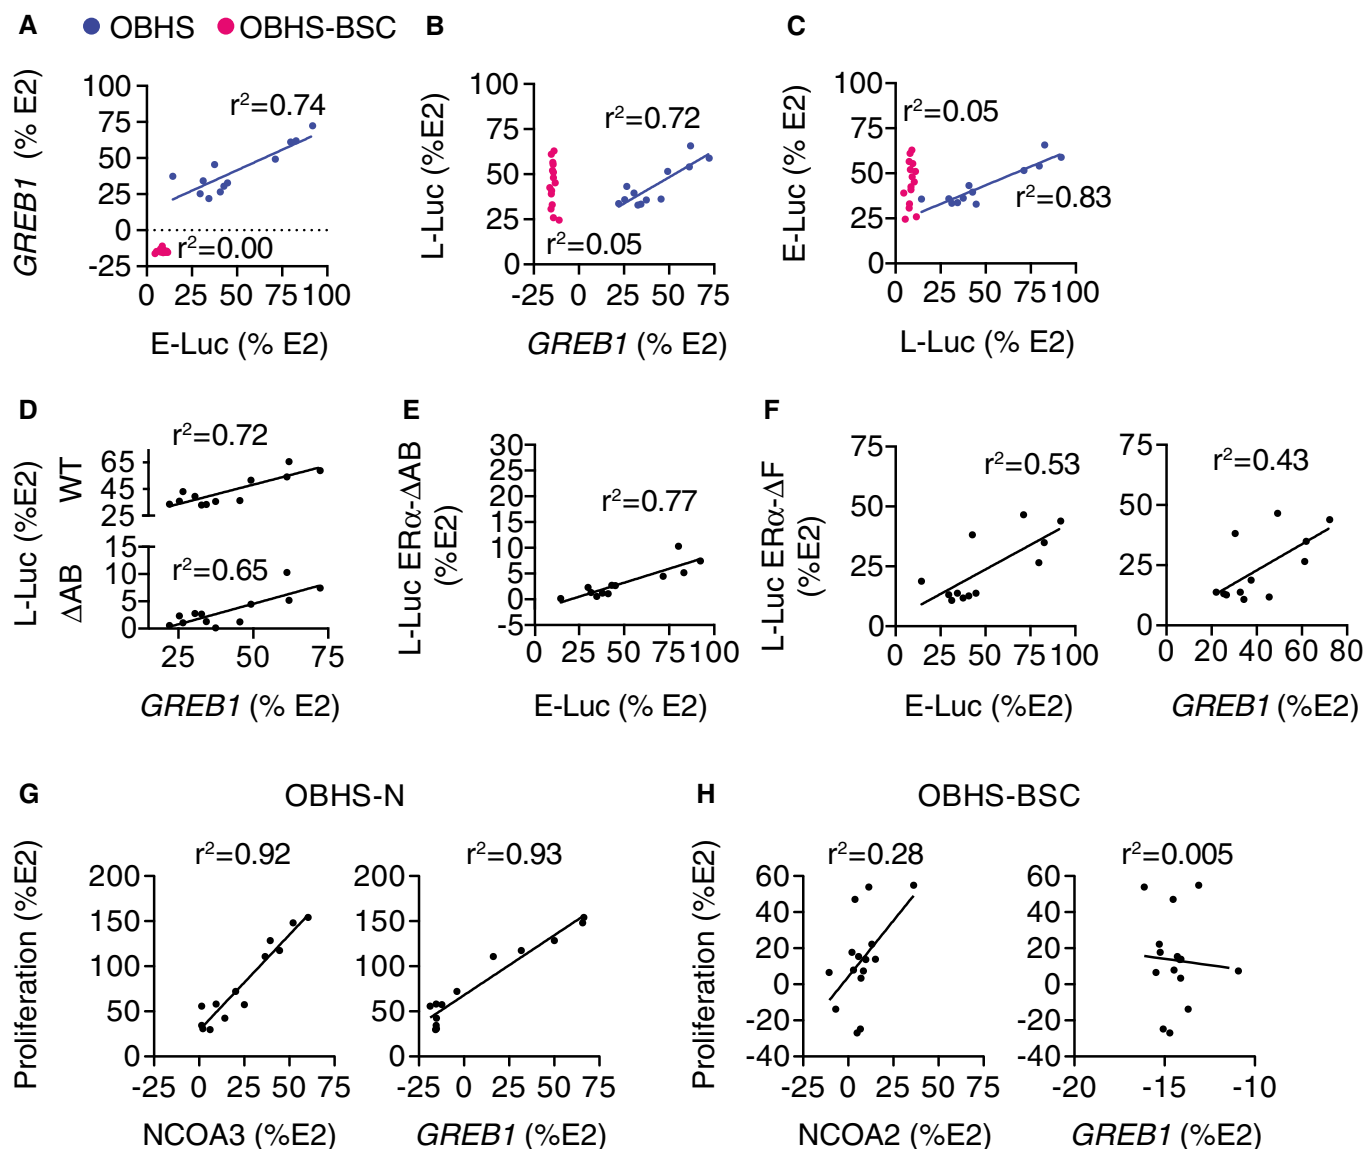 A
OBHS
OBHS-BSC
GREB1 (% E2)
100
75
50
25
0
-25
r²=0.74
r²=0.00
0 25 50 75 100
E-Luc (% E2)
B
L-Luc (%E2)
100
75
50
25
0
r²=0.72
r²=0.05
-25 0 25 50 75
GREB1 (% E2)
C
E-Luc (% E2)
100
75
50
25
0
r²=0.05
r²=0.83
0 25 50 75 100
L-Luc (% E2)
D
L-Luc (%E2)
WT
ΔAB
r²=0.72
65
45
25
15
10
5
0
r²=0.65
25 50 75
GREB1 (% E2)
E
L-Luc ERα-ΔAB
(%E2)
30
25
20
15
10
5
0
-5
r²=0.77
0 25 50 75 100
E-Luc (% E2)
F
L-Luc ERα-ΔF
(%E2)
75
50
25
0
r²=0.53
0 25 50 75 100
E-Luc (%E2)
75
50
25
0
r²=0.43
0 20 40 60 80
GREB1 (%E2)
G
OBHS-N
Proliferation (%E2)
r²=0.92
200
150
100
50
0
-25 0 25 50 75
NCOA3 (%E2)
r²=0.93
200
150
100
50
0
-25 0 25 50 75
GREB1 (%E2)
H
OBHS-BSC
Proliferation (%E2)
r²=0.28
60
40
20
0
-20
-40
-25 0 25 50 75
NCOA2 (%E2)
r²=0.005
60
40
20
0
-20
-40
-20 -15 -10
GREB1 (%E2)